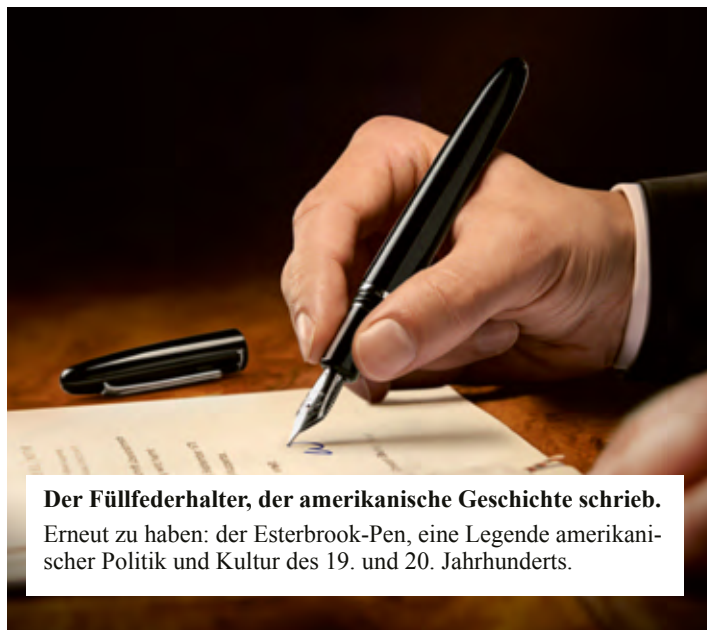 Der Füllfederhalter, der amerikanische Geschichte schrieb.
Erneut zu haben: der Esterbrook-Pen, eine Legende amerikani-
scher Politik und Kultur des 19. und 20. Jahrhunderts.